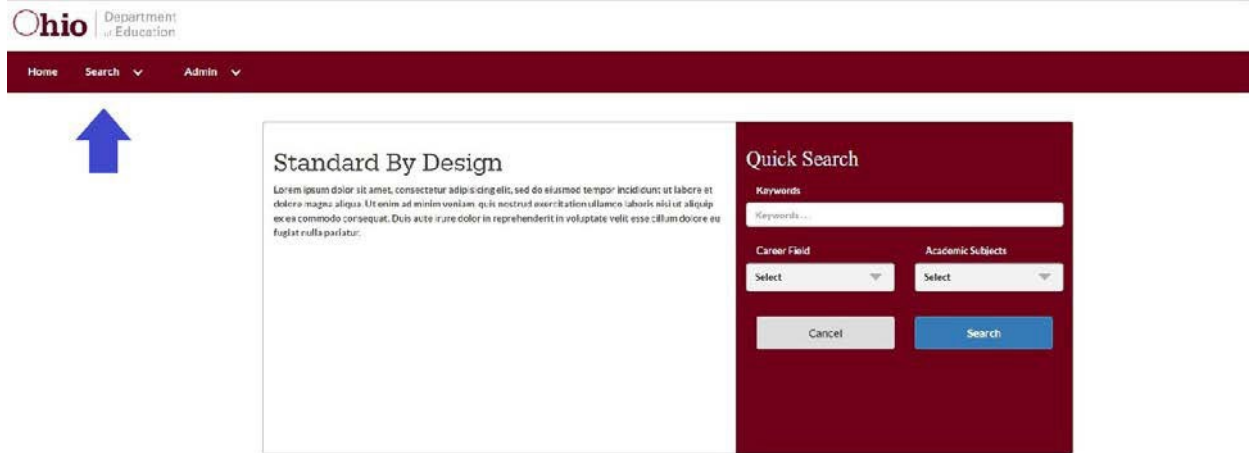 Ohio Department
of Education
Home Search Admin
Standard By Design
Lorem ipsum dolor sit amet, consectetur adipisicing elit, sed do eiusmod tempor incididunt ut labore et
dolore magna aliqua. Ut enim ad minim veniam, quis nostrud exercitation ullamco laboris nisi ut aliquip
ex ea commodo consequat. Duis aute irure dolor in reprehenderit in voluptate velit esse cillum dolore eu
fugiat nulla pariatur.
Quick Search
Keywords
Keywords...
Career Field Academic Subjects
Select Select
Cancel Search